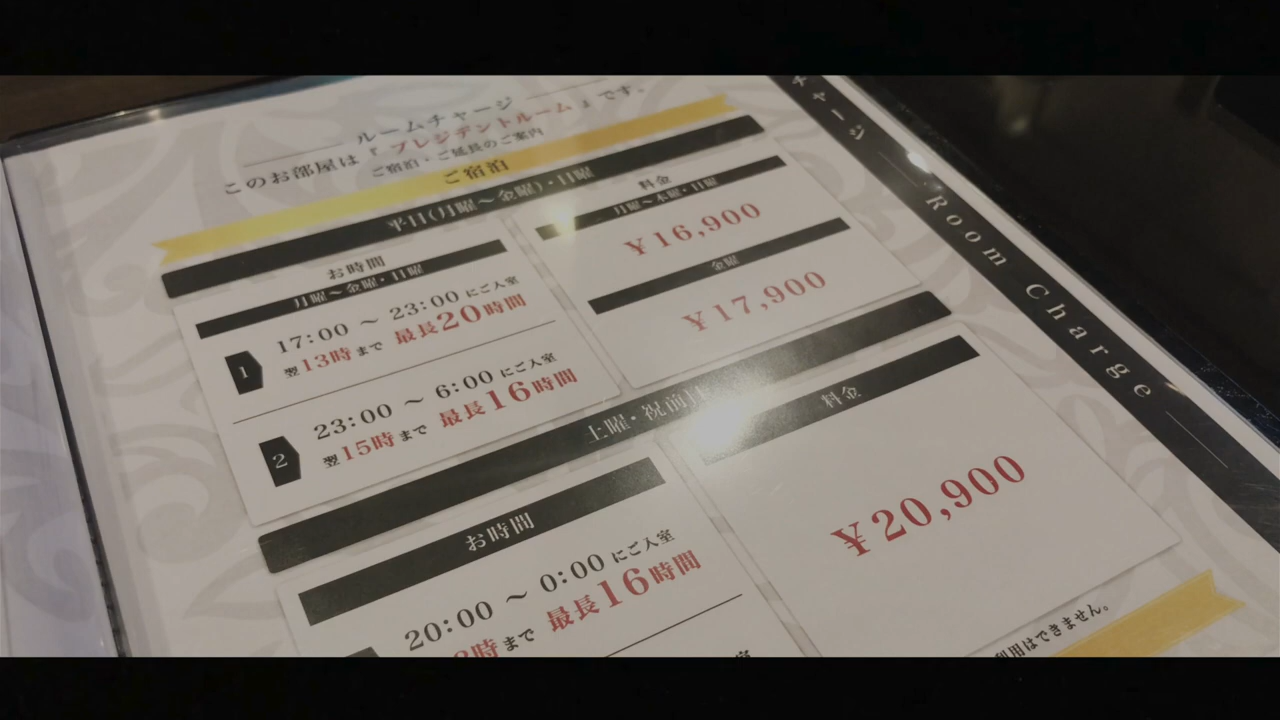 ルームチャージ
このお部屋は『プレジデントルーム』です。
ご宿泊・ご延長のご案内
ご宿泊
平日(月曜～金曜)・日曜
お時間
月曜～金曜・日曜
1
17:00 ～ 23:00 にご入室
翌13時まで 最長20時間
2
23:00 ～ 6:00 にご入室
翌15時まで 最長16時間
料金
月曜～木曜・日曜
¥16,900
金曜
¥17,900
土曜・祝前
お時間
20:00 ～ 0:00 にご入室
時まで 最長16時間
料金
¥20,900
利用はできません。
チャージ
Room Charge